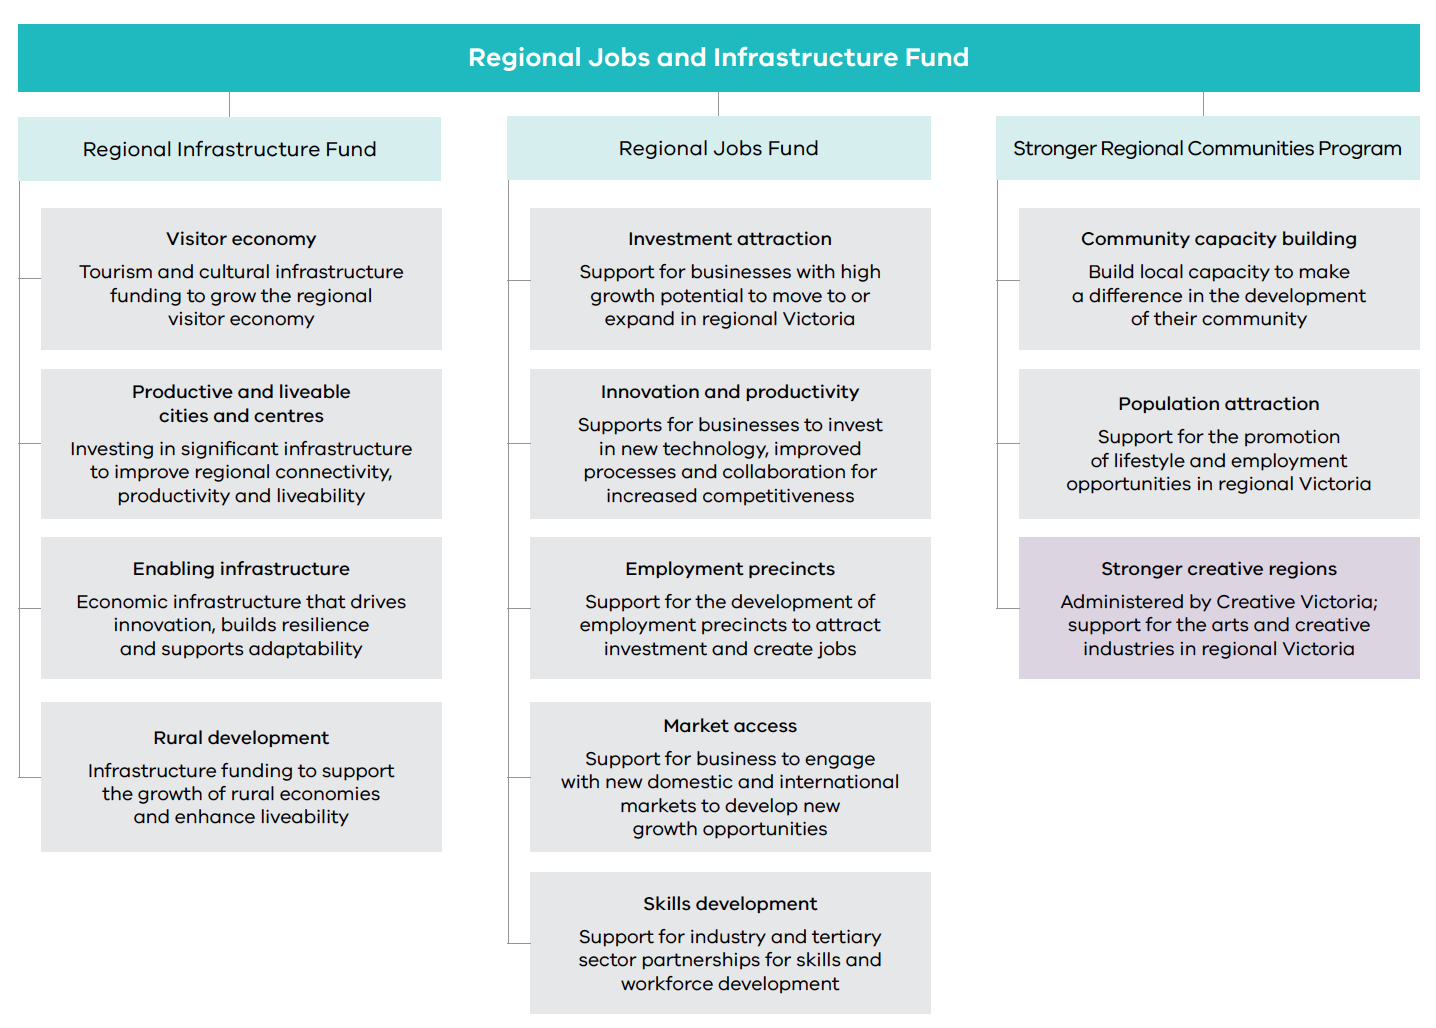 Regional Jobs and Infrastructure Fund
Regional Infrastructure Fund
Visitor economy
Tourism and cultural infrastructure
funding to grow the regional
visitor economy
Productive and liveable
cities and centres
Investing in significant infrastructure
to improve regional connectivity,
productivity and liveability
Enabling infrastructure
Economic infrastructure that drives
innovation, builds resilience
and supports adaptability
Rural development
Infrastructure funding to support
the growth of rural economies
and enhance liveability
Regional Jobs Fund
Investment attraction
Support for businesses with high
growth potential to move to or
expand in regional Victoria
Innovation and productivity
Supports for businesses to invest
in new technology, improved
processes and collaboration for
increased competitiveness
Employment precincts
Support for the development of
employment precincts to attract
investment and create jobs
Market access
Support for business to engage
with new domestic and international
markets to develop new
growth opportunities
Skills development
Support for industry and tertiary
sector partnerships for skills and
workforce development
Stronger Regional Communities Program
Community capacity building
Build local capacity to make
a difference in the development
of their community
Population attraction
Support for the promotion
of lifestyle and employment
opportunities in regional Victoria
Stronger creative regions
Administered by Creative Victoria;
support for the arts and creative
industries in regional Victoria